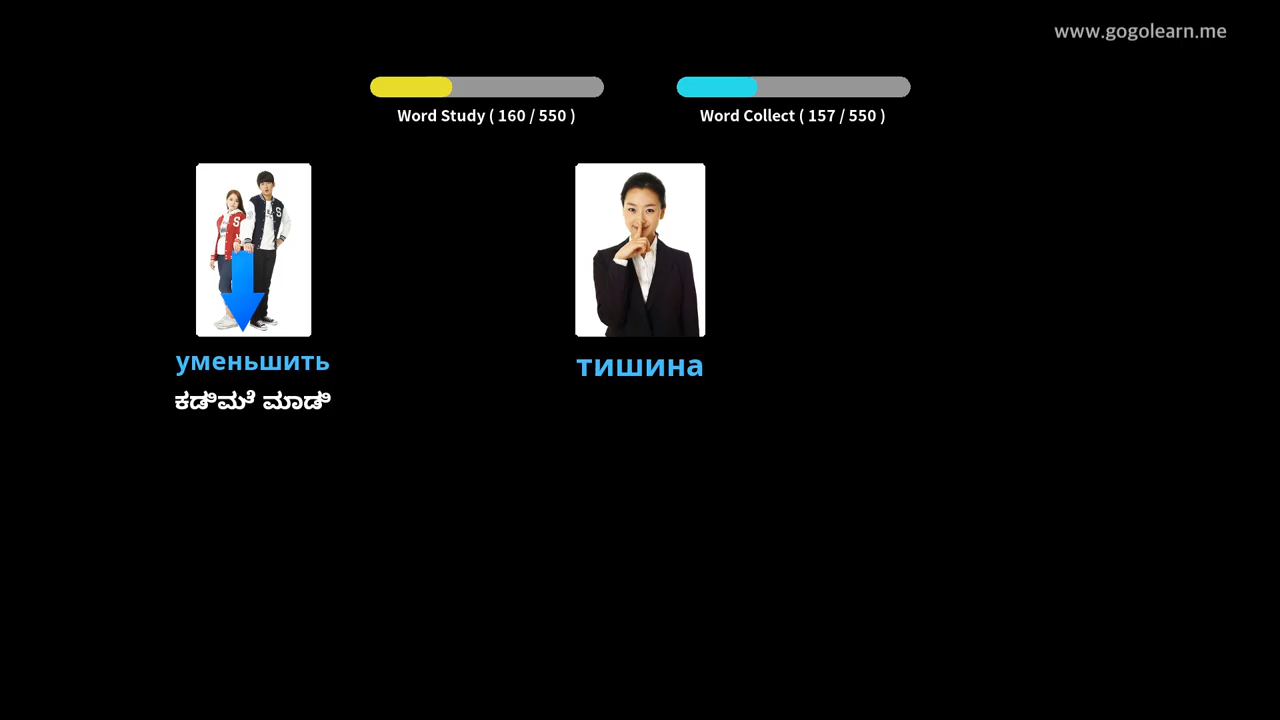 www.gogolearn.me
Word Study ( 160 / 550 )
Word Collect ( 157 / 550 )
S S
уменьшить
тишина
ಕಡಿಮೆ ಮಾಡಿ